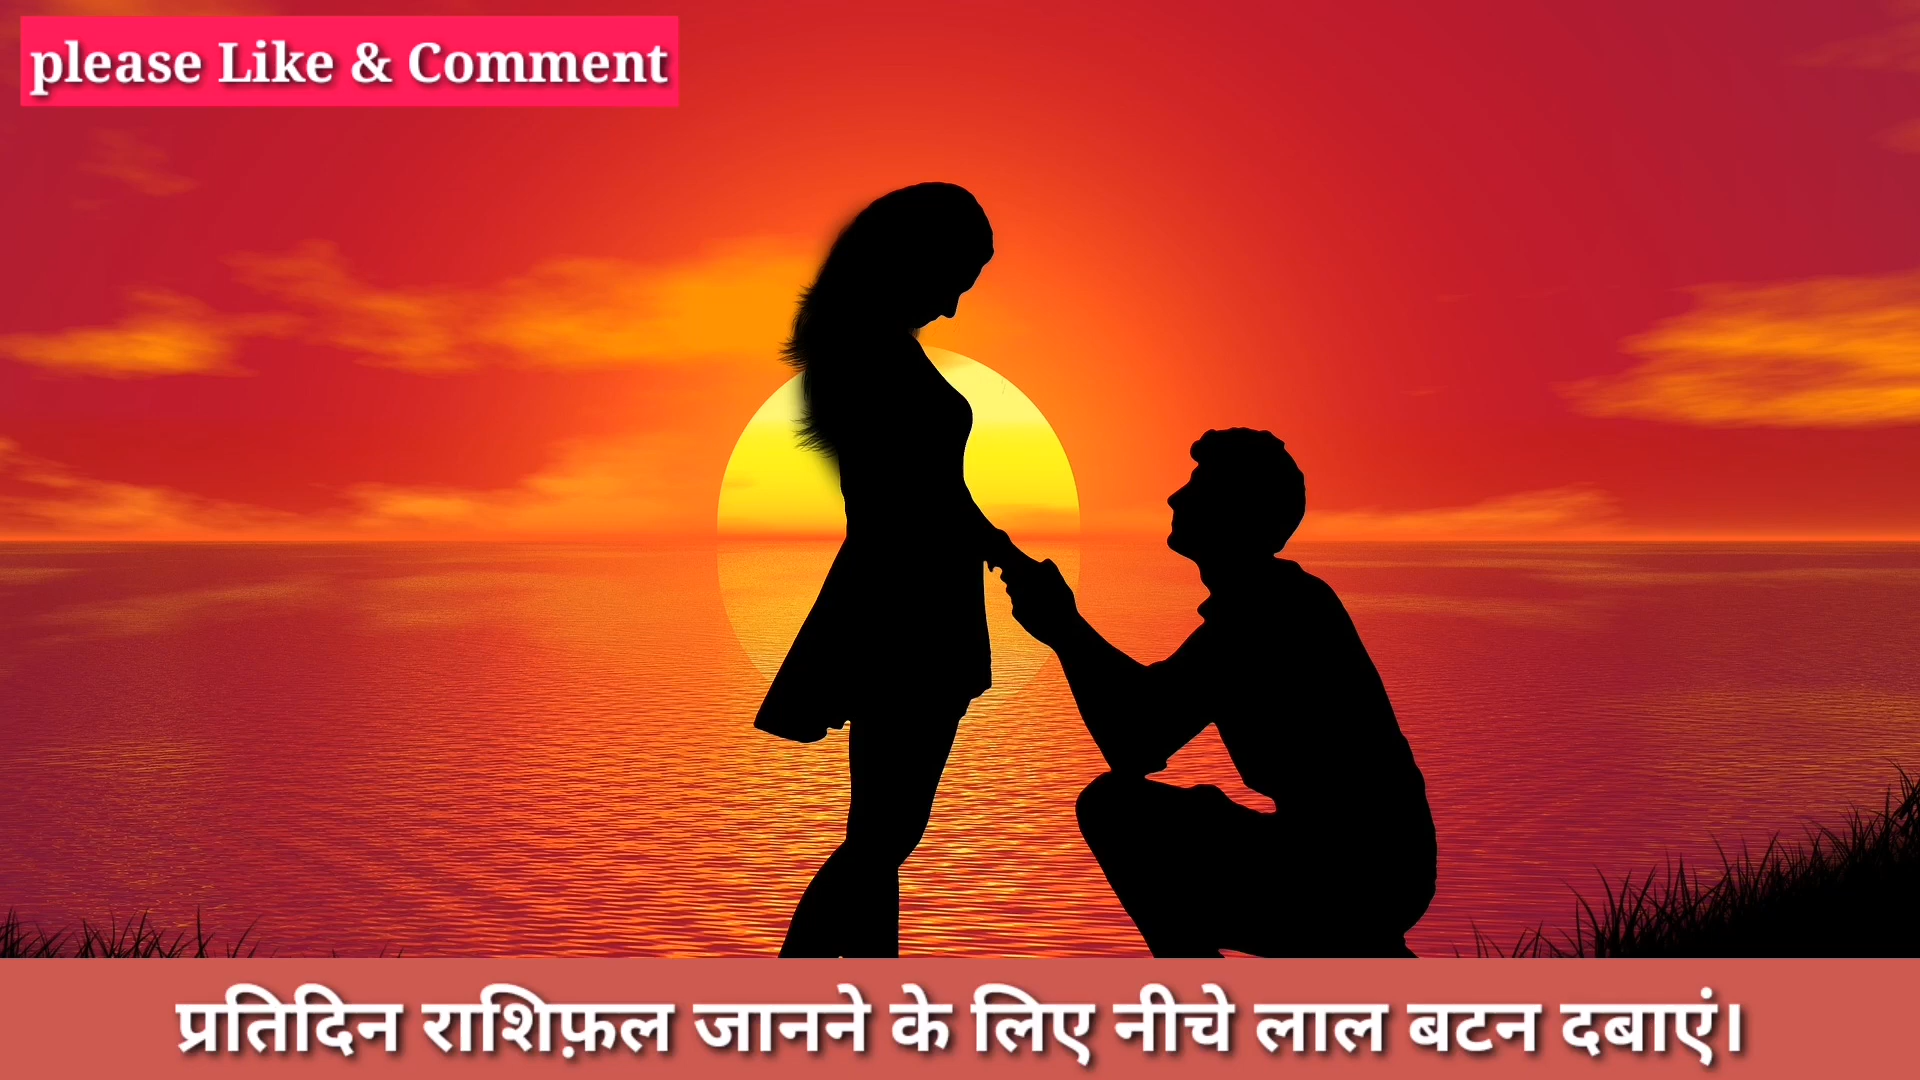 please Like & Comment
प्रतिदिन राशिफ़ल जानने के लिए नीचे लाल बटन दबाएं।